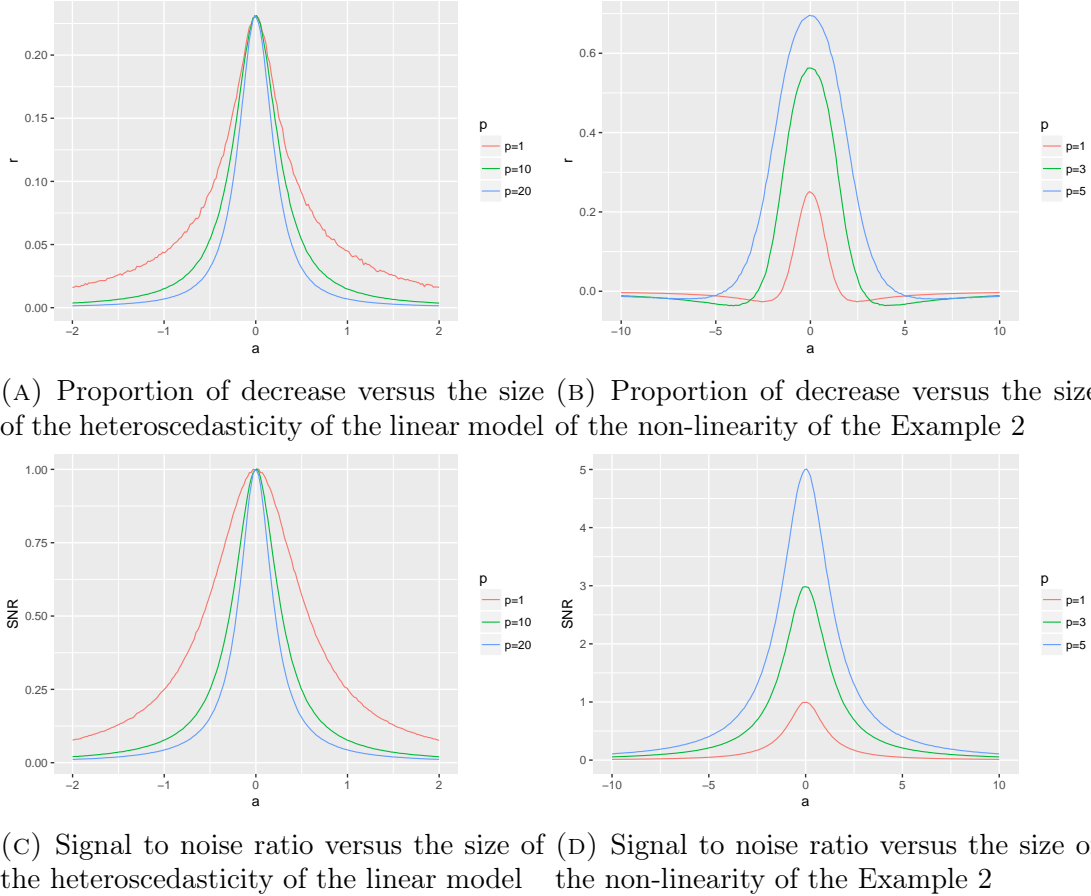 0.20
0.15
0.10
0.05
0.00
r
−2
−1
0
1
2
a
p
p=1
p=10
p=20
0.6
0.4
0.2
0.0
r
−10
−5
0
5
10
a
p
p=1
p=3
p=5
(A) Proportion of decrease versus the size
of the heteroscedasticity of the linear model
(B) Proportion of decrease versus the size
of the non-linearity of the Example 2
1.00
0.75
0.50
0.25
0.00
SNR
−2
−1
0
1
2
a
p
p=1
p=10
p=20
5
4
3
2
1
0
SNR
−10
−5
0
5
10
a
p
p=1
p=3
p=5
(C) Signal to noise ratio versus the size of
the heteroscedasticity of the linear model
(D) Signal to noise ratio versus the size o
the non-linearity of the Example 2